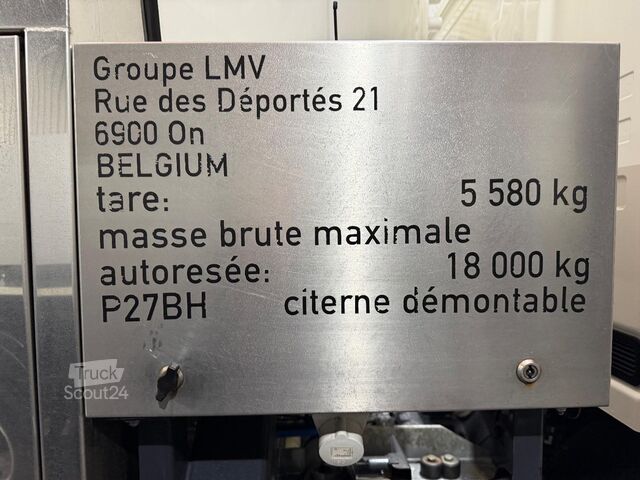 Groupe LMV
Rue des Déportés 21
6900 On
BELGIUM
tare: 5 580 kg
masse brute maximale
autoresée: 18 000 kg
P27BH citerne démontable
Truck
Scout24